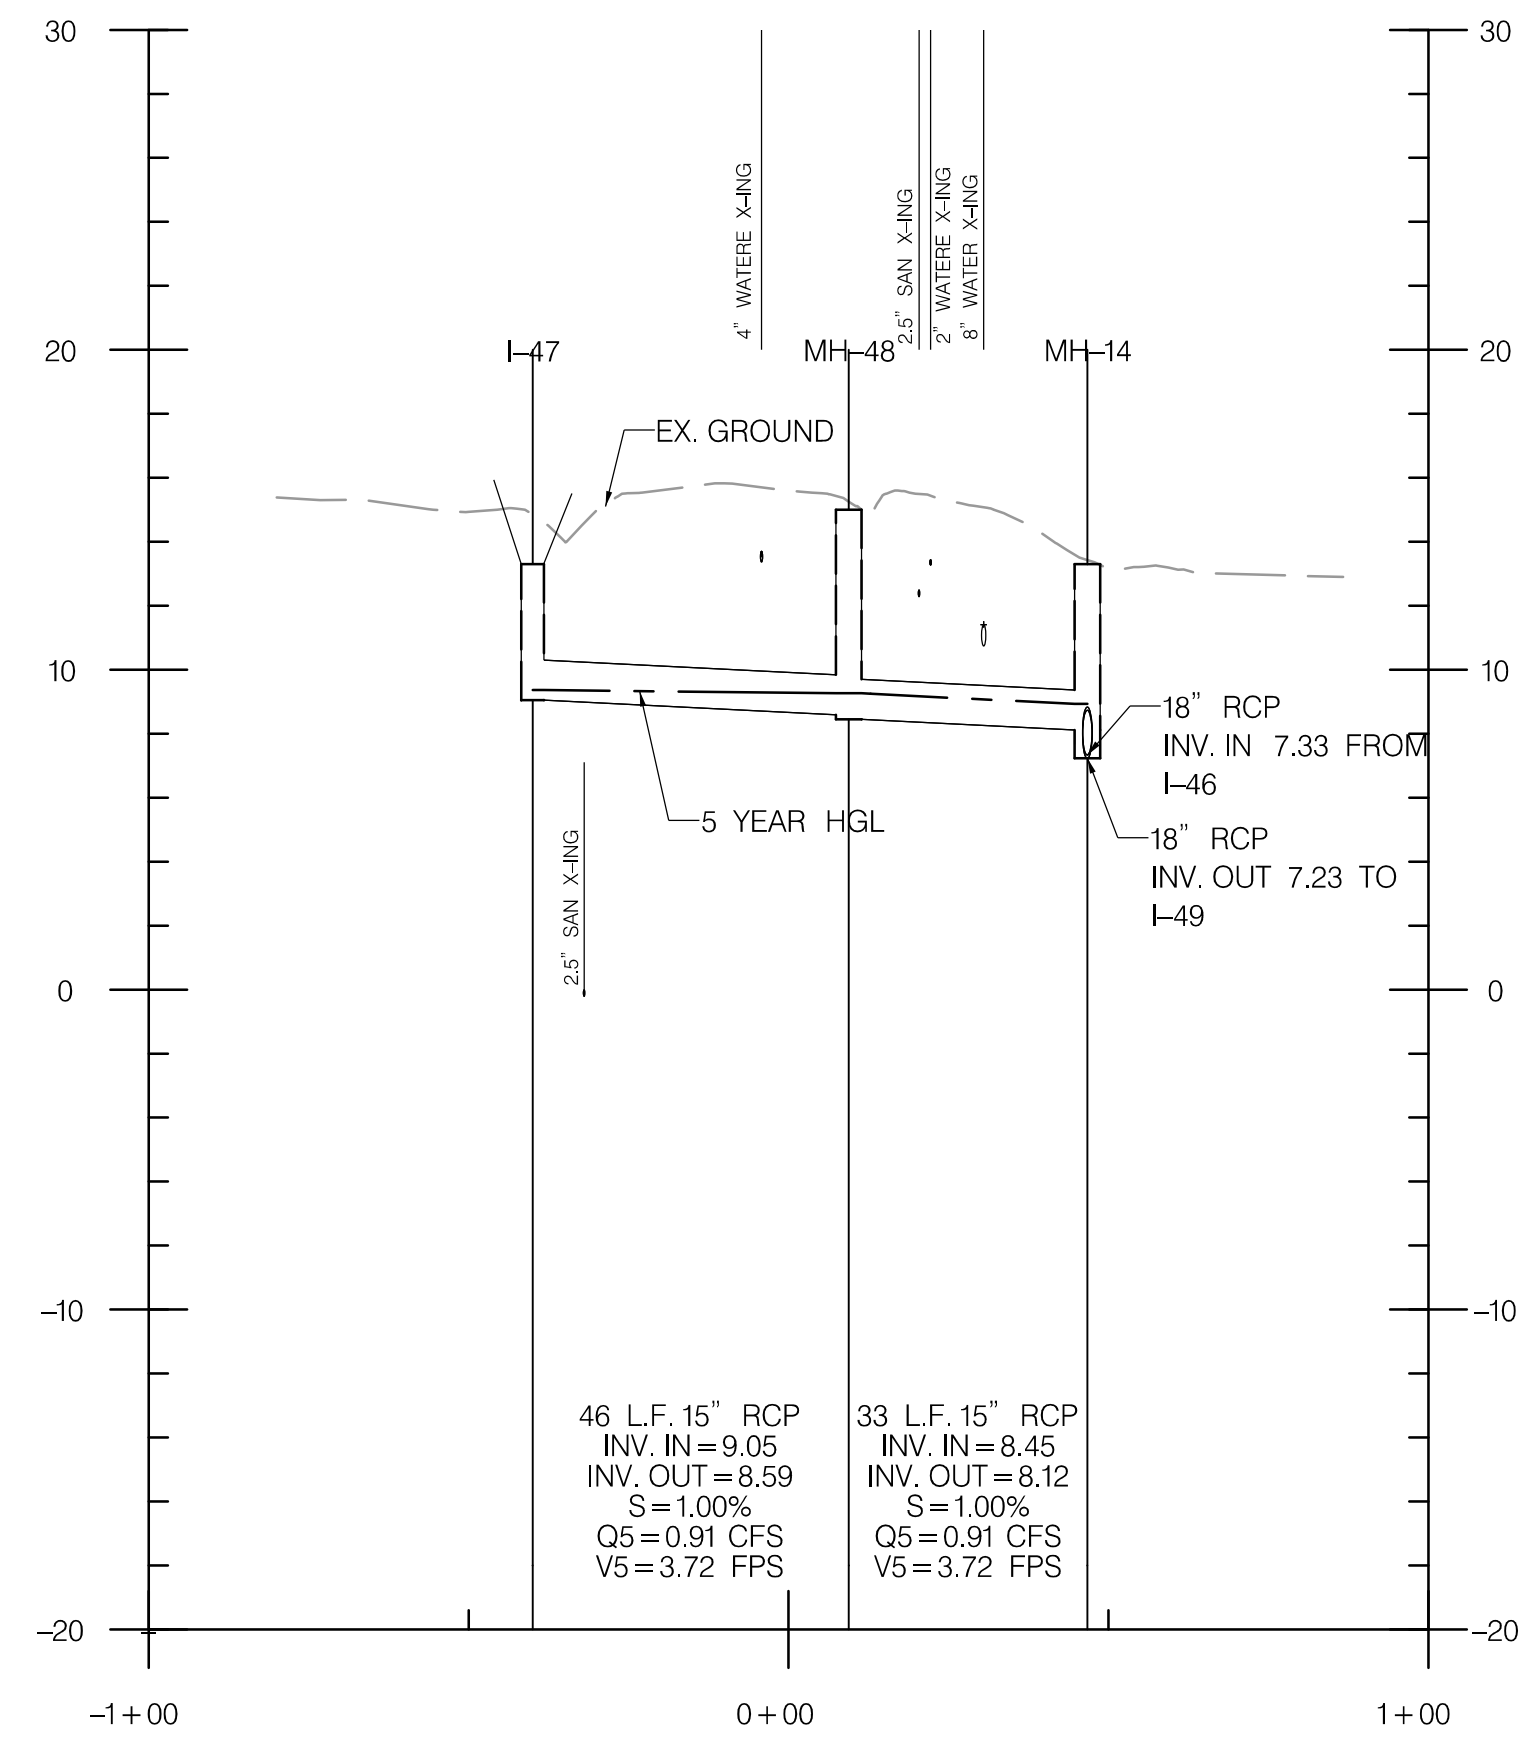 30
30
4" WATERE X-ING
2.5" SAN X-ING
2" WATERE X-ING
8" WATER X-ING
20
I-47
MH-48
MH-14
20
EX. GROUND
10
10
18" RCP
INV. IN 7.33 FROM
I-46
5 YEAR HGL
18" RCP
INV. OUT 7.23 TO
I-49
2.5" SAN X-ING
0
0
-10
-10
46 L.F. 15" RCP
INV. IN=9.05
INV. OUT=8.59
S=1.00%
Q5=0.91 CFS
V5=3.72 FPS
33 L.F. 15" RCP
INV. IN=8.45
INV. OUT=8.12
S=1.00%
Q5=0.91 CFS
V5=3.72 FPS
-20
-20
-1+00
0+00
1+00